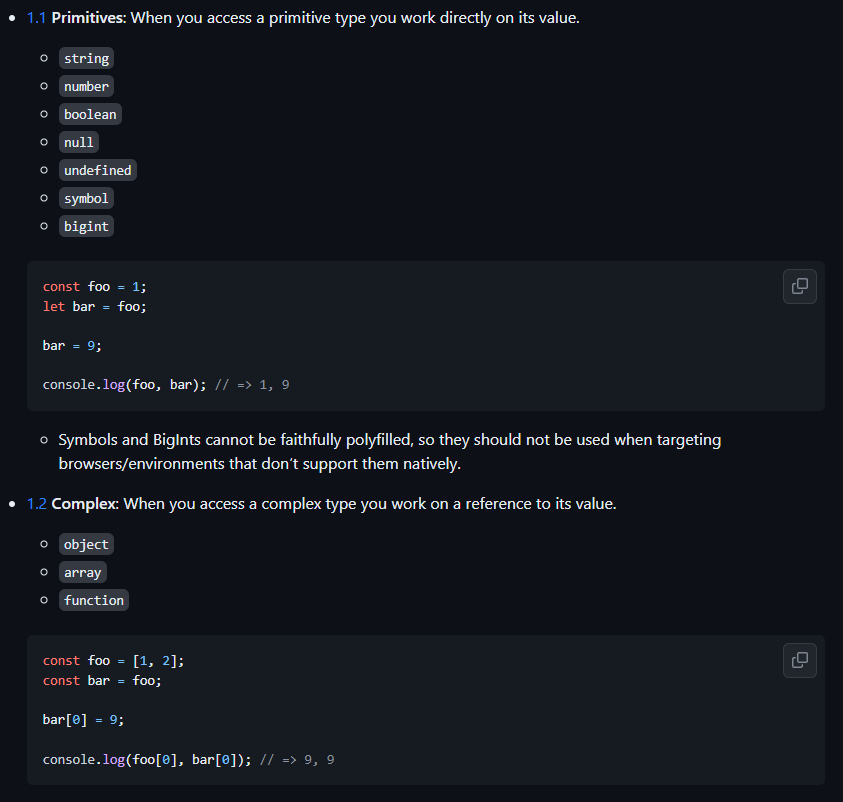 1.1 Primitives: When you access a primitive type you work directly on its value.
string
number
boolean
null
undefined
symbol
bigint
const foo = 1;
let bar = foo;
bar = 9;
console.log(foo, bar); // => 1, 9
Symbols and BigInts cannot be faithfully polyfilled, so they should not be used when targeting
browsers/environments that don’t support them natively.
1.2 Complex: When you access a complex type you work on a reference to its value.
object
array
function
const foo = [1, 2];
const bar = foo;
bar[0] = 9;
console.log(foo[0], bar[0]); // => 9, 9